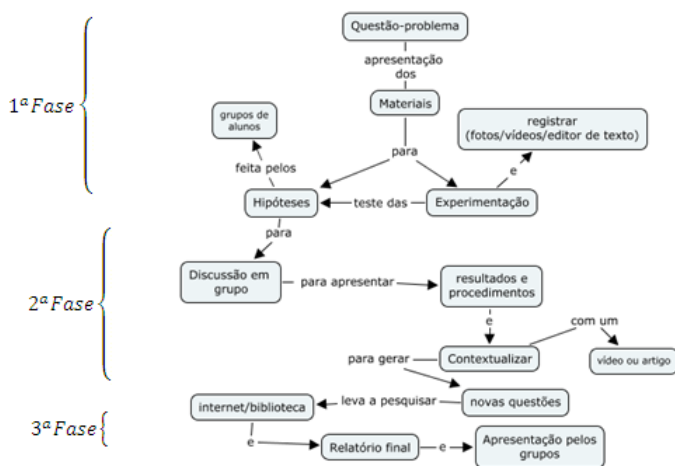 Questão-problema
apresentação
dos
Materiais
1ª Fase
grupos de
alunos
registrar
(fotos/vídeos/editor de texto)
para
feita pelos
e
Hipóteses
teste das
Experimentação
para
Discussão em
grupo
para apresentar
resultados e
procedimentos
2ª Fase
e
com um
para gerar
Contextualizar
vídeo ou artigo
internet/biblioteca
leva a pesquisar
novas questões
3ª Fase
e
Relatório final
e
Apresentação pelos
grupos